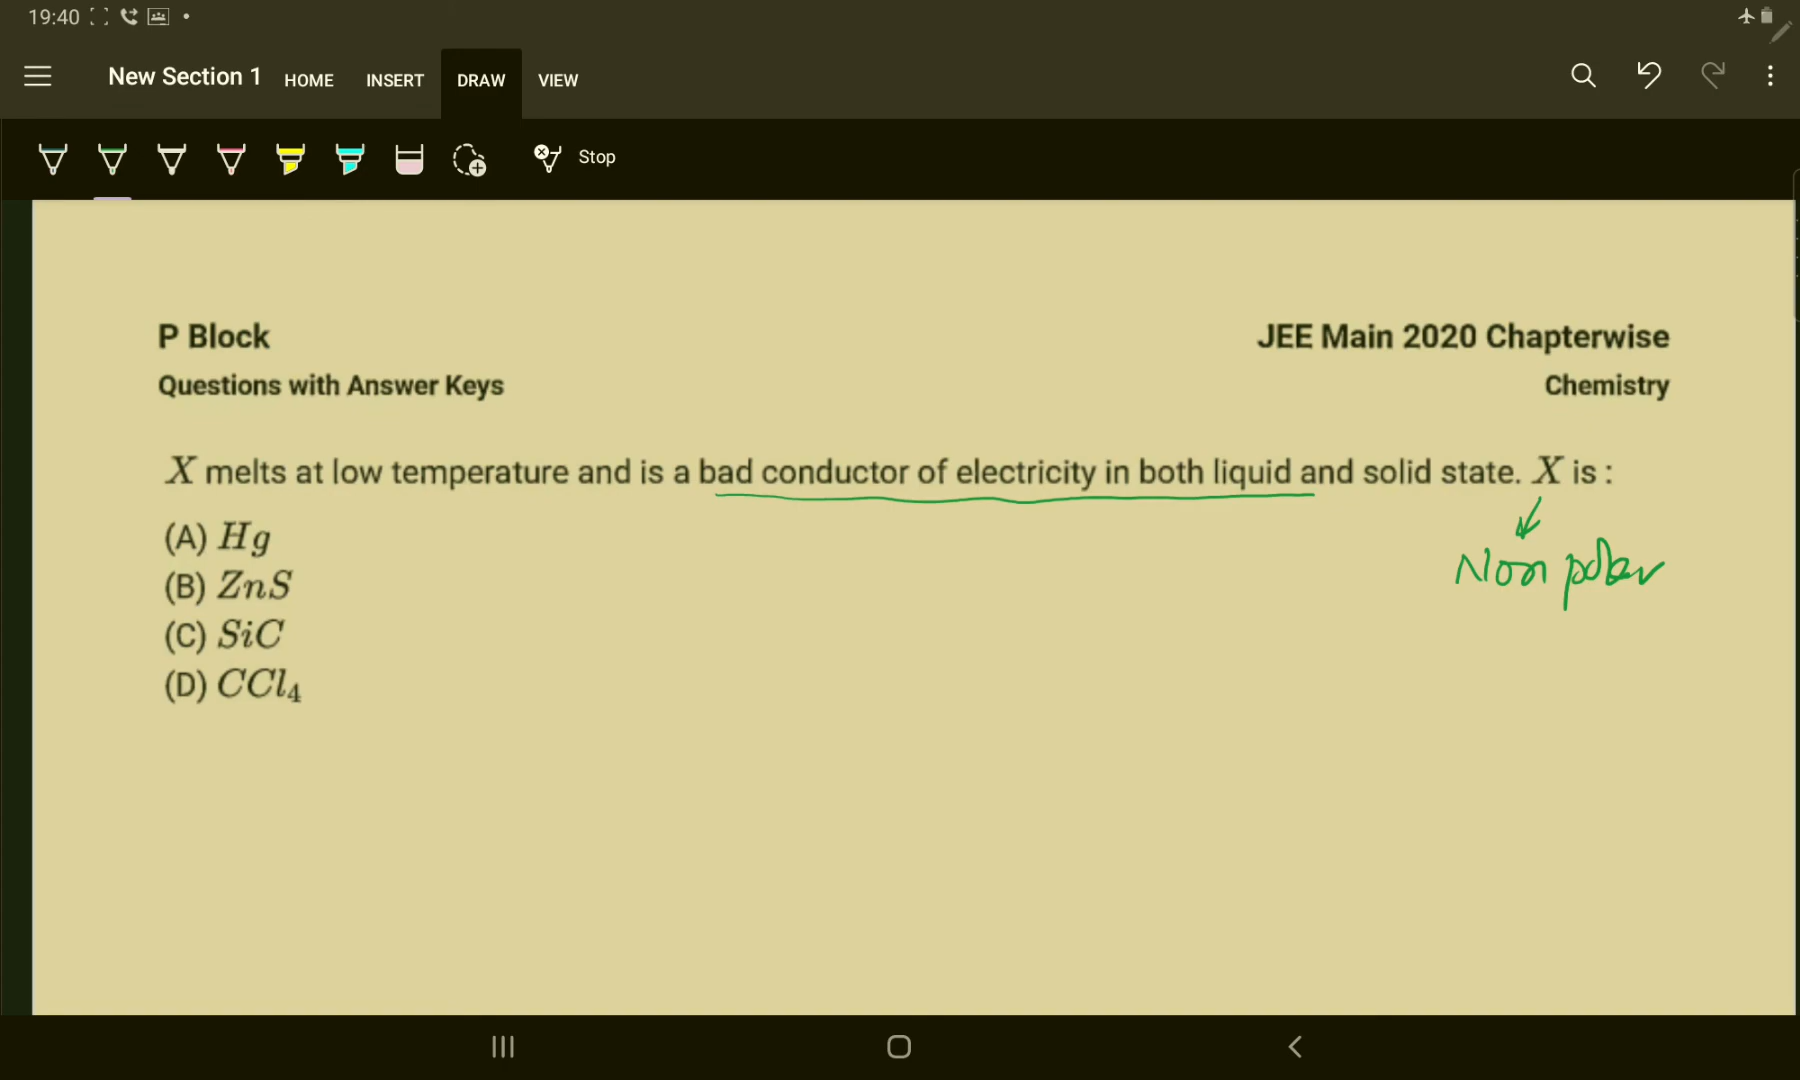 19:40
New Section 1 HOME INSERT DRAW VIEW
Stop
P Block JEE Main 2020 Chapterwise
Questions with Answer Keys Chemistry
X melts at low temperature and is a bad conductor of electricity in both liquid and solid state. X is :
Non polar
(A) Hg
(B) ZnS
(C) SiC
(D) CCl₄